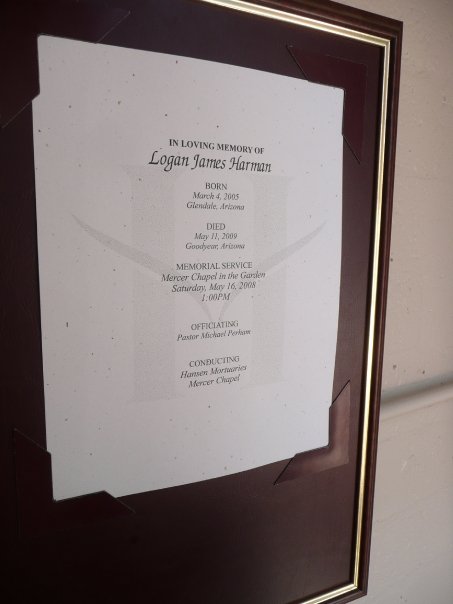 IN LOVING MEMORY OF
Logan James Harman
BORN
March 4, 2005
Glendale, Arizona
DIED
May 11, 2009
Goodyear, Arizona
MEMORIAL SERVICE
Mercer Chapel in the Garden
Saturday, May 16, 2008
1:00PM
OFFICIATING
Pastor Michael Perham
CONDUCTING
Hansen Mortuaries
Mercer Chapel